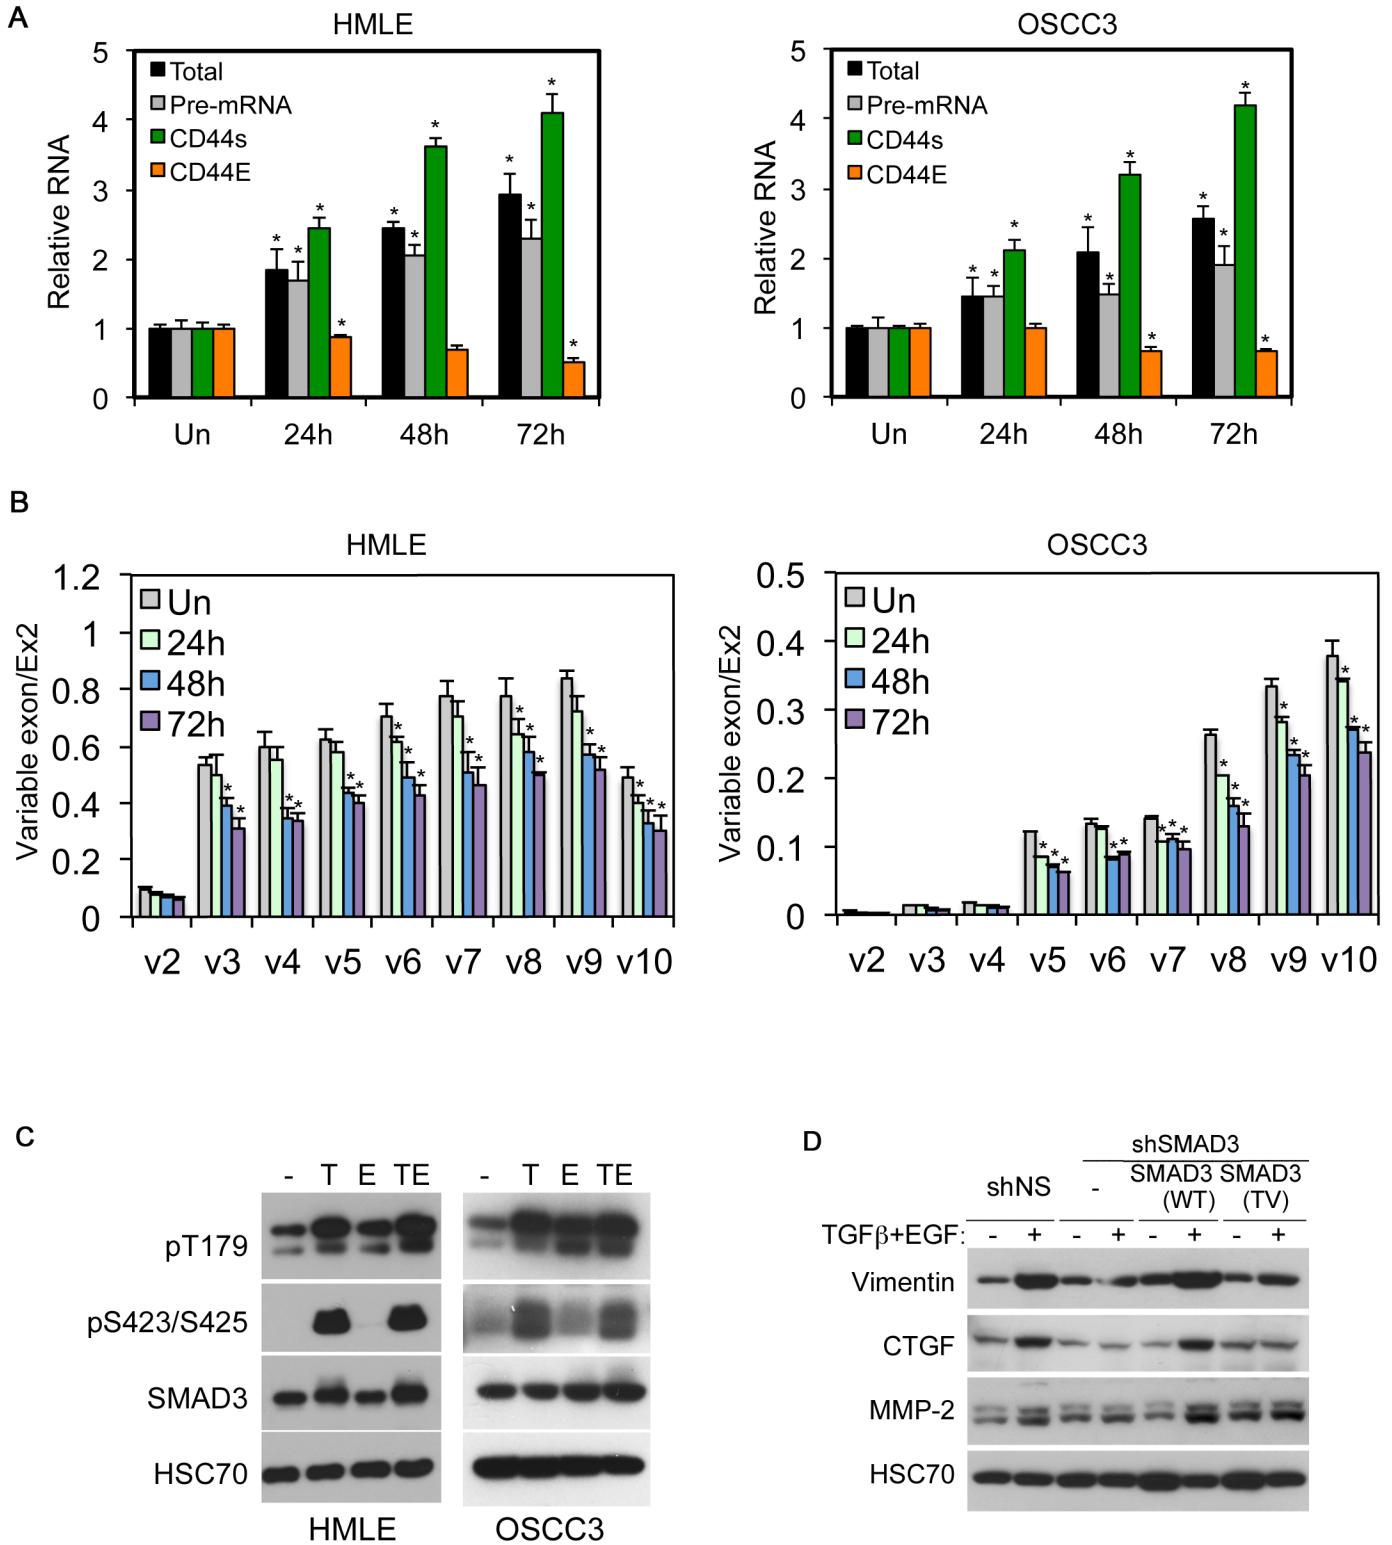 A
HMLE
OSCC3
Relative RNA
5
4
3
2
1
0
Total
Pre-mRNA
CD44s
CD44E
* * * * * * * * * * *
Un 24h 48h 72h
Relative RNA
5
4
3
2
1
0
Total
Pre-mRNA
CD44s
CD44E
* * * * * * * * * * *
Un 24h 48h 72h
B
HMLE
OSCC3
Variable exon/Ex2
1.2
1
0.8
0.6
0.4
0.2
0
Un
24h
48h
72h
* * * * * * * * * * * * * * * * * * * *
v2 v3 v4 v5 v6 v7 v8 v9 v10
Variable exon/Ex2
0.5
0.4
0.3
0.2
0.1
0
Un
24h
48h
72h
* * * * * * * * * * * * * * * * *
v2 v3 v4 v5 v6 v7 v8 v9 v10
C
- T E TE - T E TE
pT179
pS423/S425
SMAD3
HSC70
HMLE OSCC3
D
shSMAD3
shNS - SMAD3 (WT) SMAD3 (TV)
TGFβ+EGF: - + - + - + - +
Vimentin
CTGF
MMP-2
HSC70